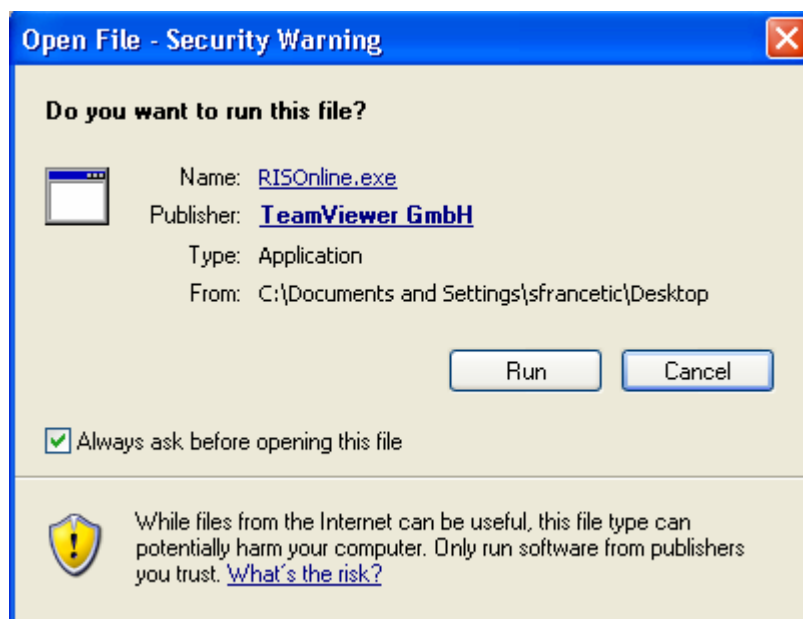 Open File - Security Warning
Do you want to run this file?
Name: RISOnline.exe
Publisher: TeamViewer GmbH
Type: Application
From: C:\Documents and Settings\sfrancetic\Desktop
Run Cancel
Always ask before opening this file
While files from the Internet can be useful, this file type can
potentially harm your computer. Only run software from publishers
you trust. What's the risk?